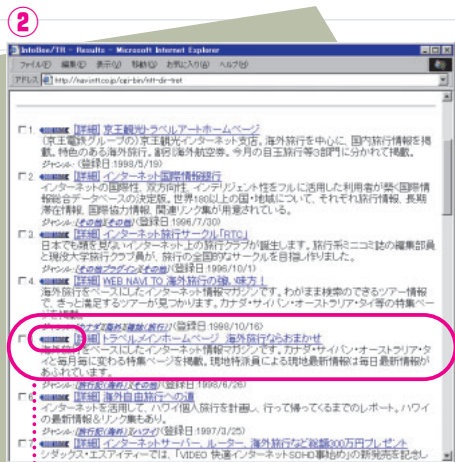 ②
InfoBee/TR - Results - Microsoft Internet Explorer
ファイル(F) 編集(E) 表示(V) 移動(G) お気に入り(A) ヘルプ(H)
アドレス http://navi.ntt.co.jp/cgi-bin/ntt-dir-tret
1. [詳細] 京王観光トラベルアートホームページ
(京王電鉄グループの)京王観光インターネット支店。海外旅行を中心に、国内旅行情報を掲
載。特色のある海外旅行。割引海外航空券。今月の目玉旅行等3部門に分かれて掲載。
(登録日:1998/5/19)
2. [詳細] インターネット国際情報銀行
インターネットの国際性、双方向性、インテリジェント性をフルに活用した利用者が築く国際情
報総合データベースの決定版。世界180以上の国・地域について、それぞれ旅行情報、長期
滞在情報、国際協力情報、関連リンク集が用意されている。
ジャンル:[その他][その他](登録日:1996/7/30)
3. [詳細] インターネット旅行サークル「RTC」
日本でも類を見ないインターネット上の旅行クラブが誕生します。旅行系ミニコミ誌の編集部員
と現役大学旅行クラブ員が、旅行の全国的なサークルを目指し作りました。
(登録日:1996/10/1)
4. [詳細] WEB NAVI TO 海外旅行の強い味方!
海外旅行をベースにしたインターネット情報マガジンです。わがまま検索のできるツアー情報
で、きっと満足するツアーが見つかります。カナダ・サイパン・オーストラリア・タイ等の特集ペー
(登録日:1998/10/16)
5. [詳細] トラベルメインホームページ 海外旅行ならおまかせ
海外旅行をベースにしたインターネット情報マガジンです。カナダ・サイパン・オーストラリア・タ
イと毎月毎に変わる特集ページを掲載。現地特派員による現地最新情報は毎日最新情報が
あふれています。
ジャンル:[旅行記(海外)][その他](登録日:1998/6/26)
6. [詳細] 海外自由旅行への道
インターネットを活用して、ハワイ個人旅行を計画し、行って帰ってくるまでのレポート。ハワイ
の最新情報&リンク集もあり。
ジャンル:[旅行記(海外)][ハワイ](登録日:1997/3/25)
7. [詳細] インターネットサーバー、ルーター、海外旅行など総額300万円プレゼント
シダックス・エスアイティーでは、「VIDEO 快適インターネットSOHO事始め」の新発売を記念し